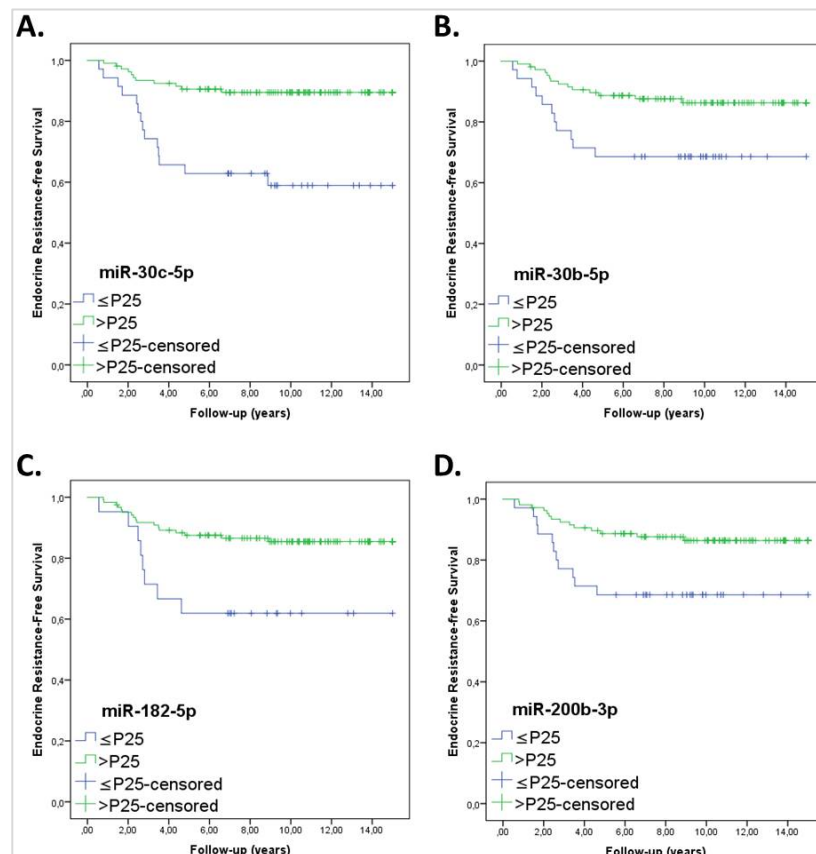 A.
Endocrine Resistance-free Survival
1,0
0,8
0,6
0,4
0,2
0,0
miR-30c-5p
≤P25
>P25
≤P25-censored
>P25-censored
,00 2,00 4,00 6,00 8,00 10,00 12,00 14,00
Follow-up (years)
B.
Endocrine Resistance-free Survival
1,0
0,8
0,6
0,4
0,2
0,0
miR-30b-5p
≤P25
>P25
≤P25-censored
>P25-censored
,00 2,00 4,00 6,00 8,00 10,00 12,00 14,00
Follow-up (years)
C.
Endocrine Resistance-Free Survival
1,0
0,8
0,6
0,4
0,2
0,0
miR-182-5p
≤P25
>P25
≤P25-censored
>P25-censored
,00 2,00 4,00 6,00 8,00 10,00 12,00 14,00
Follow-up (years)
D.
Endocrine Resistance-free Survival
1,0
0,8
0,6
0,4
0,2
0,0
miR-200b-3p
≤P25
>P25
≤P25-censored
>P25-censored
,00 2,00 4,00 6,00 8,00 10,00 12,00 14,00
Follow-up (years)